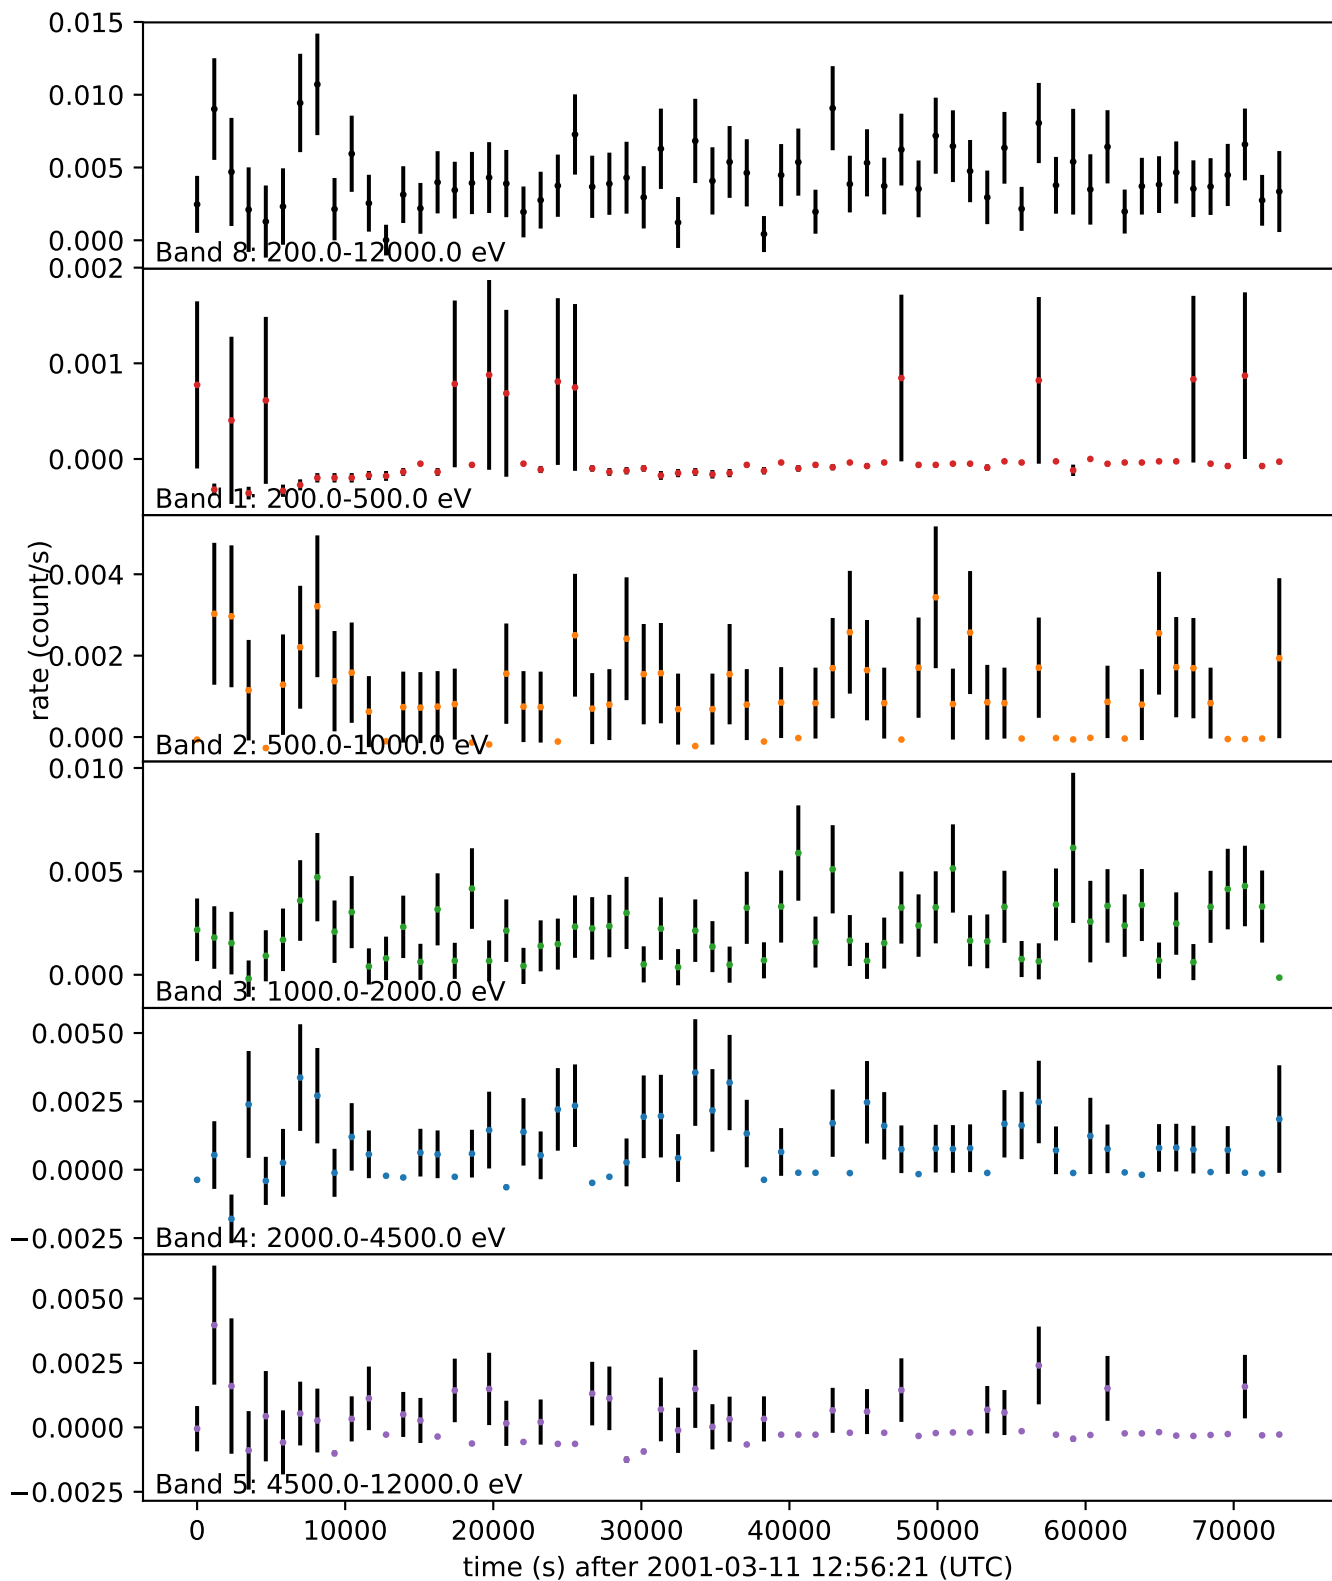 0.015
0.010
0.005
0.000
Band 8: 200.0-12000.0 eV
0.002
0.001
0.000
Band 1: 200.0-500.0 eV
rate (count/s)
0.004
0.002
0.000
Band 2: 500.0-1000.0 eV
0.010
0.005
0.000
Band 3: 1000.0-2000.0 eV
0.0050
0.0025
0.0000
−0.0025
Band 4: 2000.0-4500.0 eV
0.0050
0.0025
0.0000
−0.0025
Band 5: 4500.0-12000.0 eV
0 10000 20000 30000 40000 50000 60000 70000
time (s) after 2001-03-11 12:56:21 (UTC)